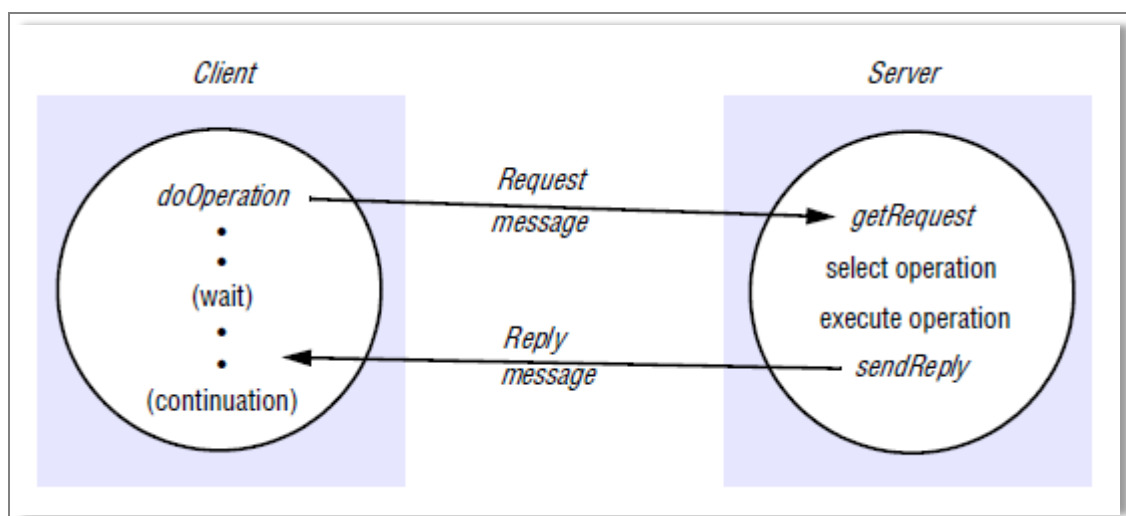 Client
Server
doOperation
•
•
(wait)
•
•
(continuation)
Request
message
Reply
message
getRequest
select operation
execute operation
sendReply